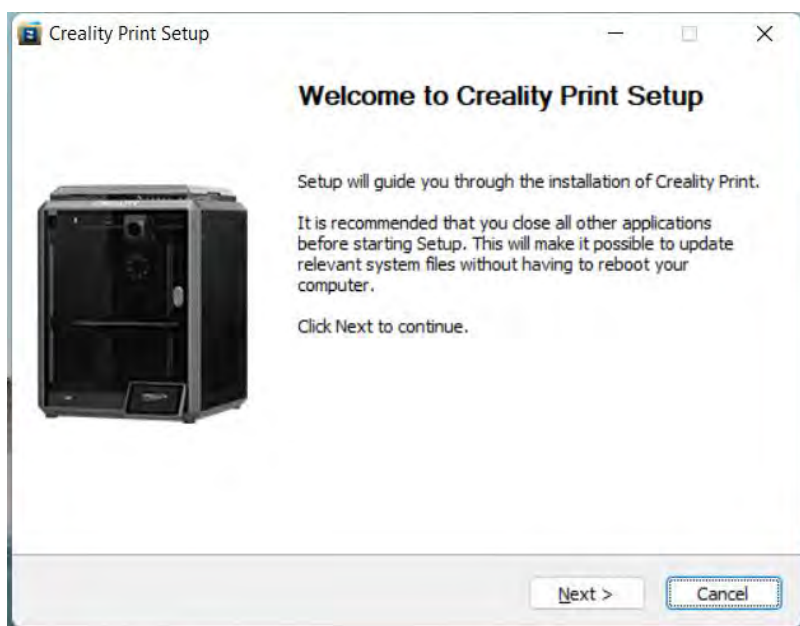 Creality Print Setup
Welcome to Creality Print Setup
Setup will guide you through the installation of Creality Print.
It is recommended that you close all other applications
before starting Setup. This will make it possible to update
relevant system files without having to reboot your
computer.
Click Next to continue.
Next >
Cancel